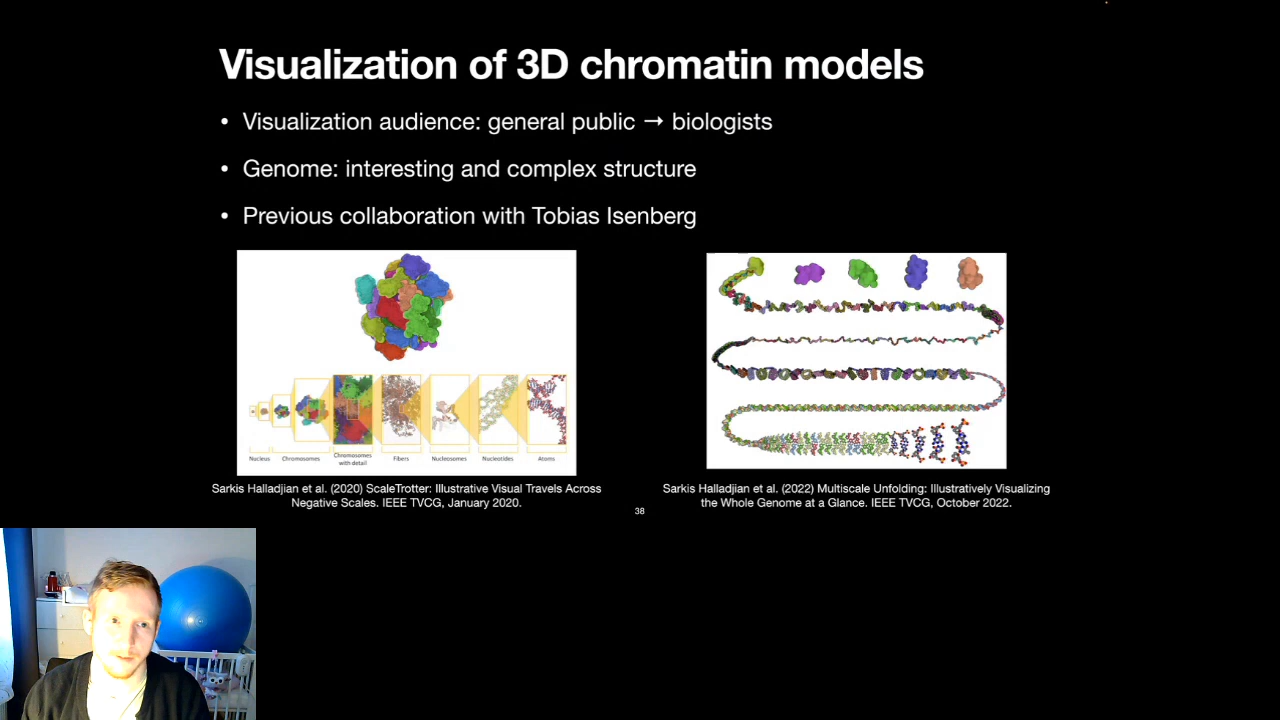 Visualization of 3D chromatin models
• Visualization audience: general public → biologists
• Genome: interesting and complex structure
• Previous collaboration with Tobias Isenberg
Nucleus
Chromosomes
Chromosomes
with detail
Fibers
Nucleosomes
Nucleotides
Atoms
Sarkis Halladjian et al. (2020) ScaleTrotter: Illustrative Visual Travels Across
Negative Scales. IEEE TVCG, January 2020.
Sarkis Halladjian et al. (2022) Multiscale Unfolding: Illustratively Visualizing
the Whole Genome at a Glance. IEEE TVCG, October 2022.
38